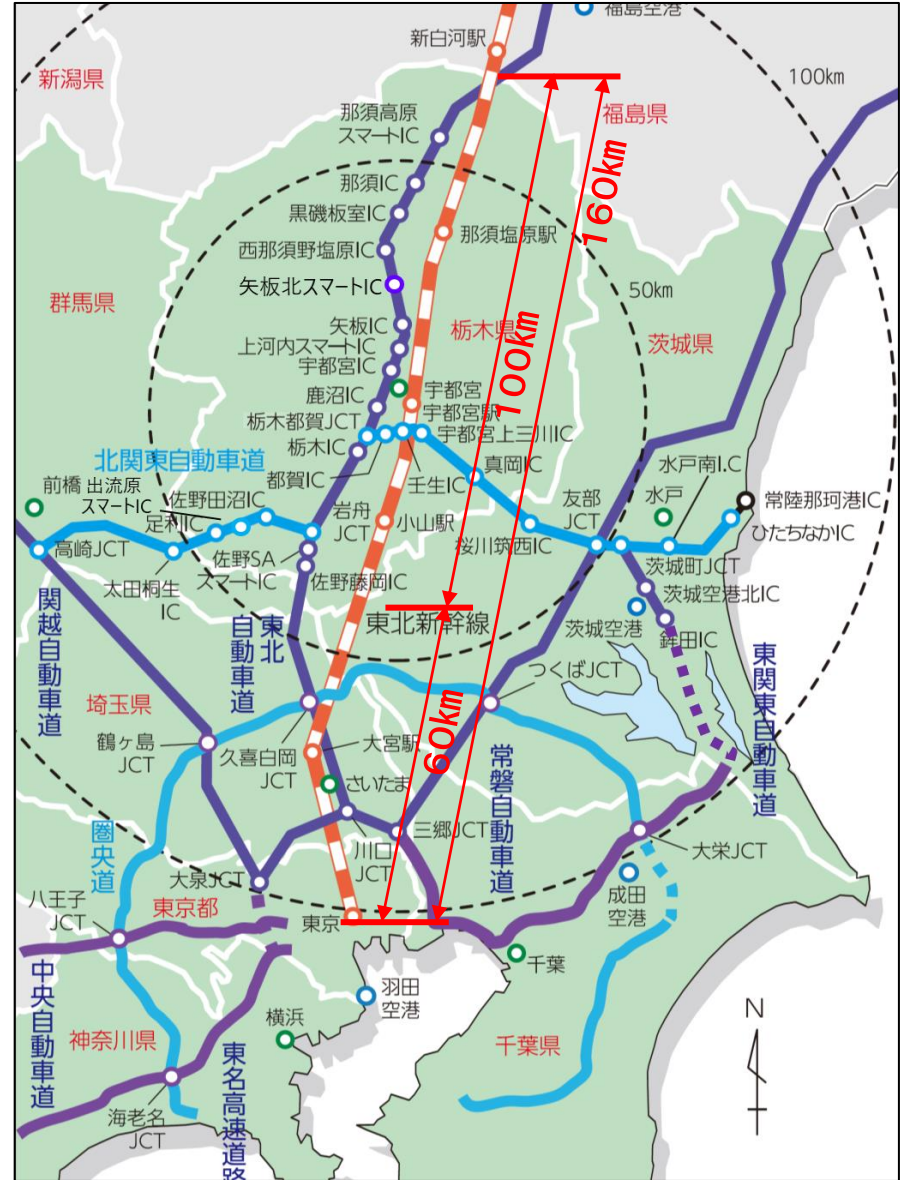 福島空港
新白河駅
新潟県
100km
那須高原
スマートIC
福島県
160km
那須IC
黒磯板室IC
那須塩原駅
西那須野塩原IC
矢板北スマートIC
50km
群馬県
矢板IC
栃木県
茨城県
上河内スマートIC
100km
宇都宮IC
鹿沼IC
宇都宮
宇都宮駅
栃木都賀JCT
宇都宮上三川IC
栃木IC
北関東自動車道
都賀IC
壬生IC
真岡IC
水戸南I.C
前橋
出流原
スマートIC
佐野田沼IC
足利IC
岩舟
JCT
小山駅
友部
JCT
水戸
常陸那珂港IC
ひたちなかIC
高崎JCT
太田桐生
IC
佐野SA
スマートIC
佐野藤岡IC
桜川筑西IC
茨城町JCT
茨城空港北IC
関越自動車道
東北
自動車道
東北新幹線
茨城空港
鉾田IC
東関東自動車道
つくばJCT
埼玉県
60km
鶴ヶ島
JCT
久喜白岡
JCT
大宮駅
さいたま
常磐自動車道
圏央道
三郷JCT
川口
JCT
大栄JCT
大泉JCT
八王子
JCT
東京都
東京
成田
空港
千葉
中央自動車道
羽田
空港
横浜
神奈川県
東名高速道路
千葉県
N
海老名
JCT